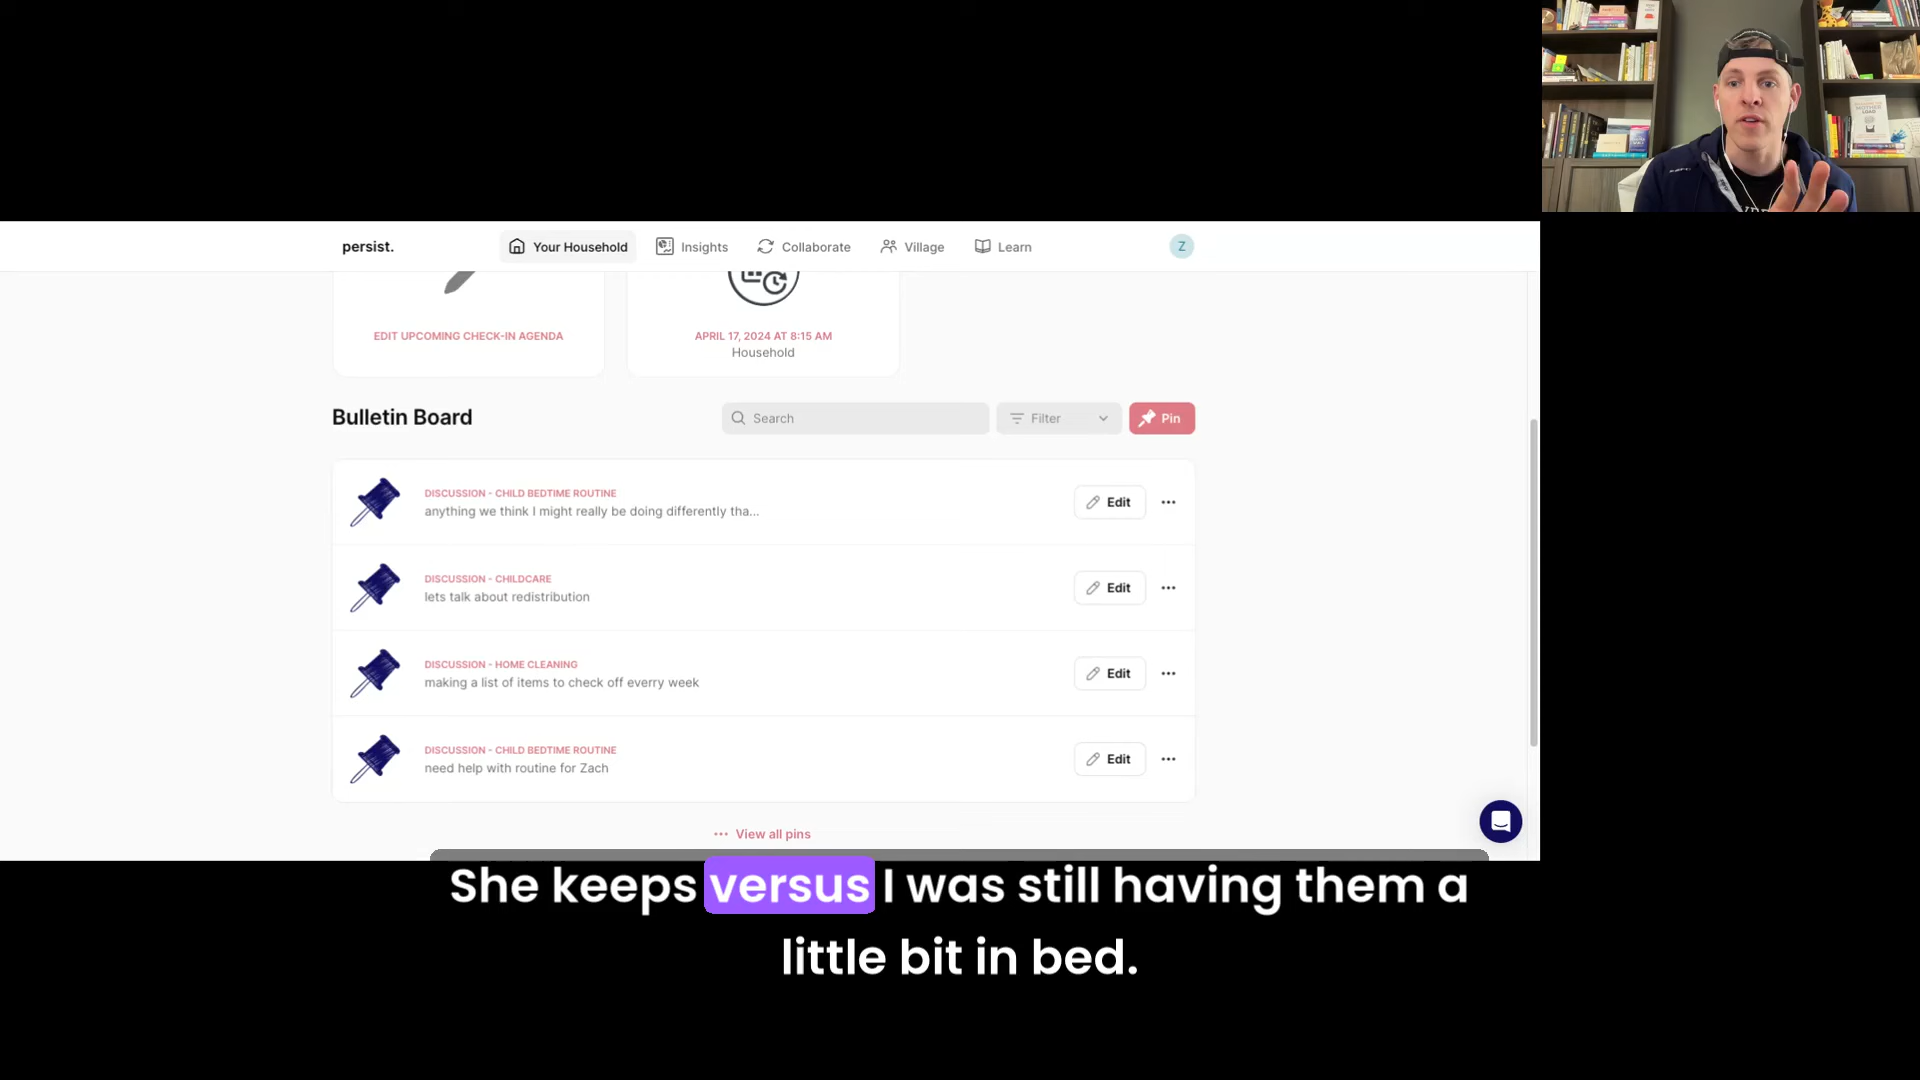 persist.
Your Household
Insights
Collaborate
Village
Learn
Z
EDIT UPCOMING CHECK-IN AGENDA
APRIL 17, 2024 AT 8:15 AM
Household
Bulletin Board
Search
Filter
Pin
DISCUSSION - CHILD BEDTIME ROUTINE
anything we think I might really be doing differently tha...
Edit
DISCUSSION - CHILDCARE
lets talk about redistribution
Edit
DISCUSSION - HOME CLEANING
making a list of items to check off everry week
Edit
DISCUSSION - CHILD BEDTIME ROUTINE
need help with routine for Zach
Edit
View all pins
She keeps versus I was still having them a
little bit in bed.